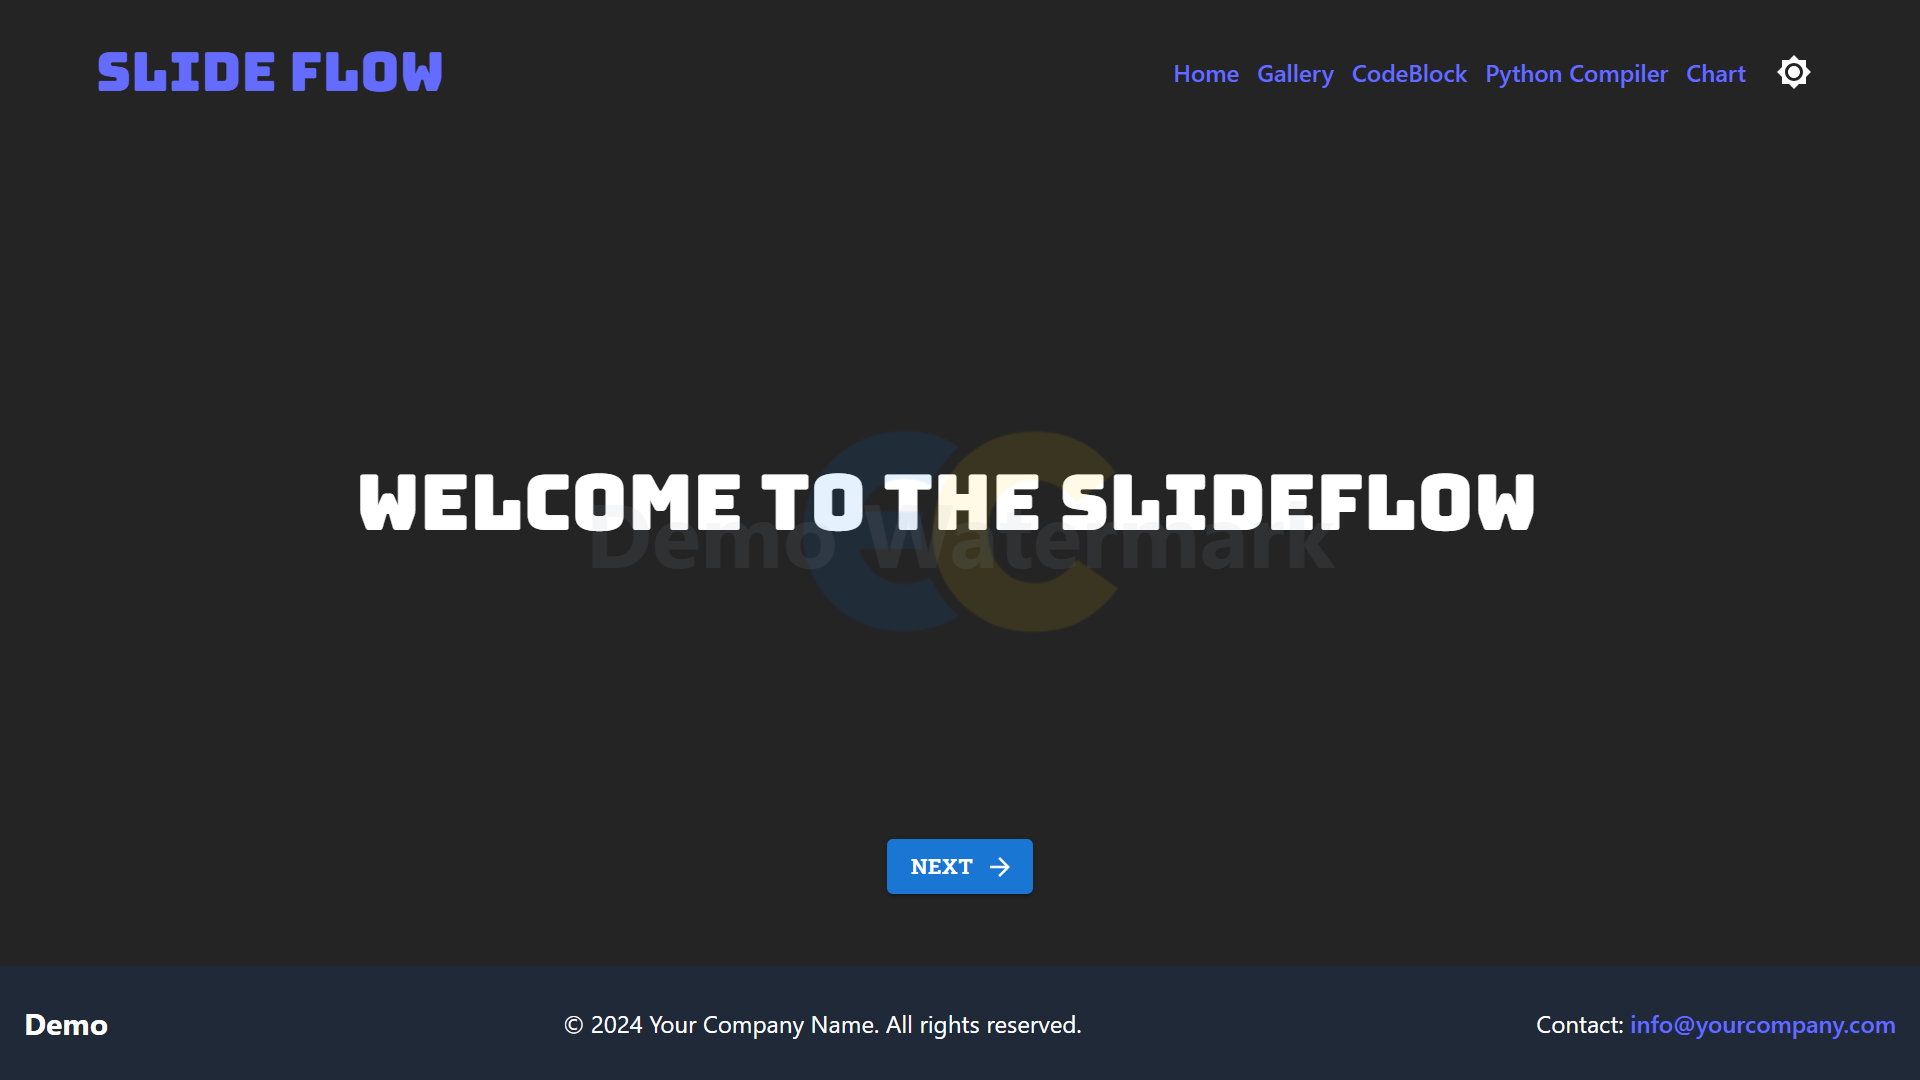 SLIDE FLOW
Home Gallery CodeBlock Python Compiler Chart
WELCOME TO THE SLIDEFLOW
Demo Watermark
NEXT
Demo
© 2024 Your Company Name. All rights reserved.
Contact: info@yourcompany.com